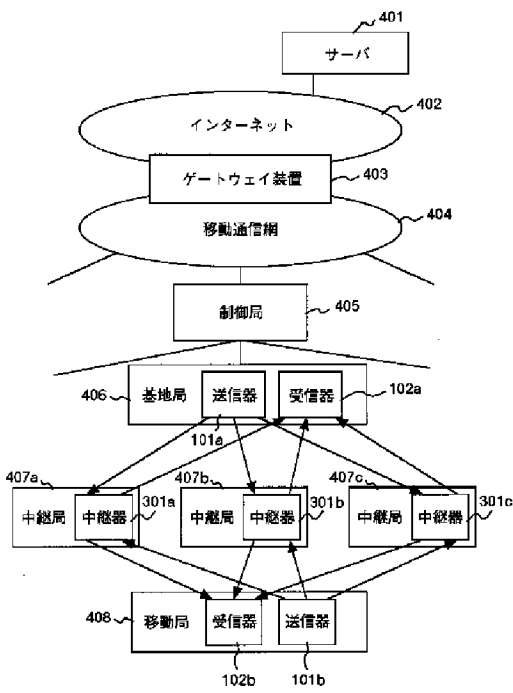 401
サーバ
402
インターネット
ゲートウェイ装置
403
404
移動通信網
制御局
405
406
基地局
送信器
受信器
102a
101a
407a
407b
407c
中継局
中継器
301a
中継局
中継器
301b
中継局
中継器
301c
408
移動局
受信器
送信器
102b
101b